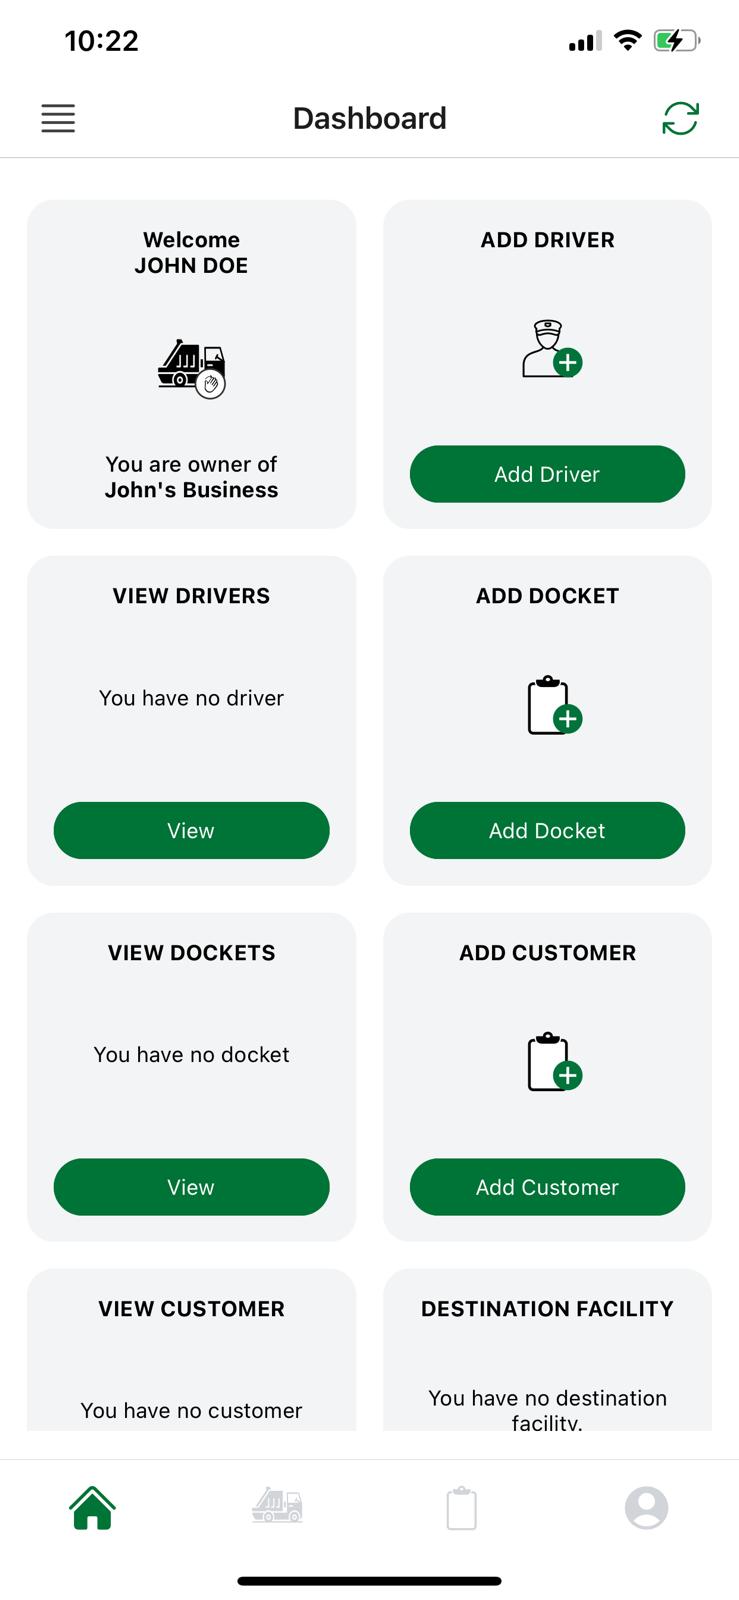 10:22
Dashboard
Welcome
JOHN DOE
You are owner of
John's Business
ADD DRIVER
Add Driver
VIEW DRIVERS
You have no driver
View
ADD DOCKET
Add Docket
VIEW DOCKETS
You have no docket
View
ADD CUSTOMER
Add Customer
VIEW CUSTOMER
You have no customer
DESTINATION FACILITY
You have no destination
facility.